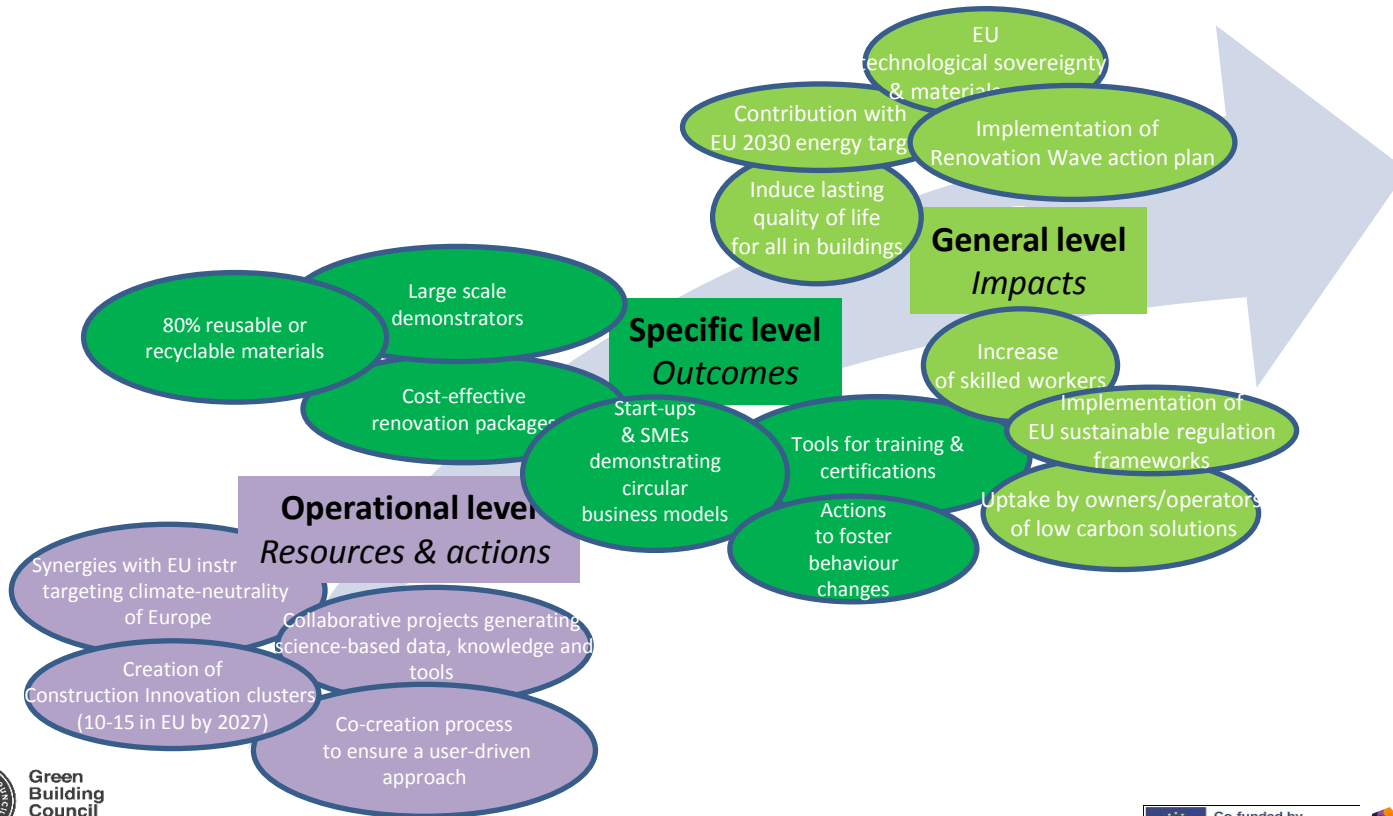 EU
technological sovereignty
& materials
Contribution with
EU 2030 energy targ
Implementation of
Renovation Wave action plan
Induce lasting
quality of life
for all in buildings
General level
Impacts
Large scale
demonstrators
80% reusable or
recyclable materials
Specific level
Outcomes
Cost-effective
renovation packages
Increase
of skilled workers
Start-ups
& SMEs
demonstrating
circular
business models
Tools for training &
certifications
Implementation of
EU sustainable regulation
frameworks
Actions
to foster
behaviour
changes
Uptake by owners/operators
of low carbon solutions
Operational level
Resources & actions
Synergies with EU instr
targeting climate-neutrality
of Europe
Collaborative projects generating
science-based data, knowledge and
tools
Creation of
Construction Innovation clusters
(10-15 in EU by 2027)
Co-creation process
to ensure a user-driven
approach
Green
Building
Council
Co-funded by